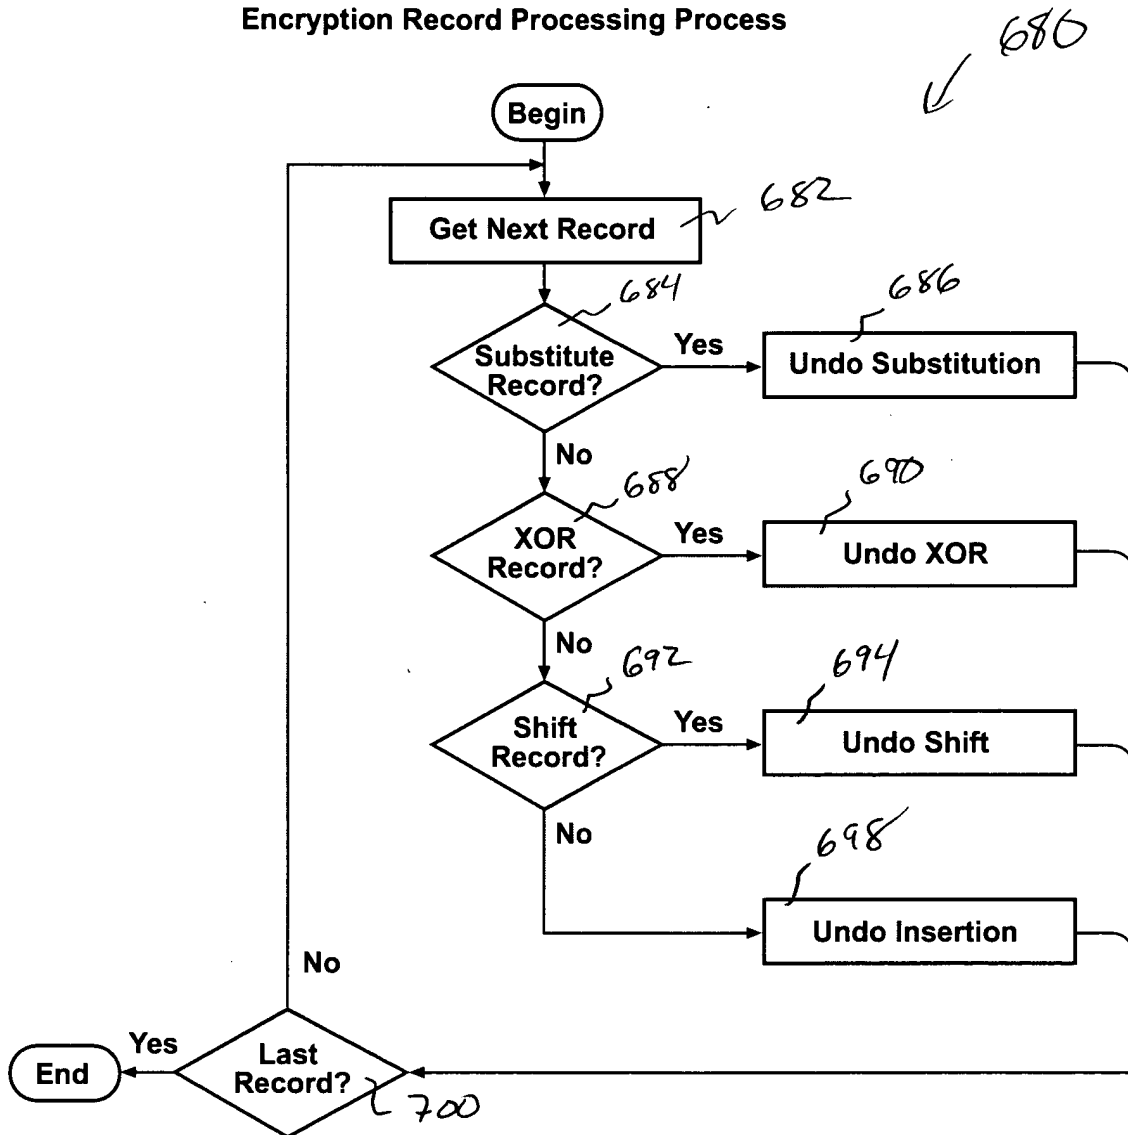 Encryption Record Processing Process
680
Begin
Get Next Record
682
684
Substitute
Record?
Yes
686
Undo Substitution
No
688
XOR
Record?
Yes
690
Undo XOR
No
692
Shift
Record?
Yes
694
Undo Shift
No
698
Undo Insertion
No
Last
Record?
Yes
End
700